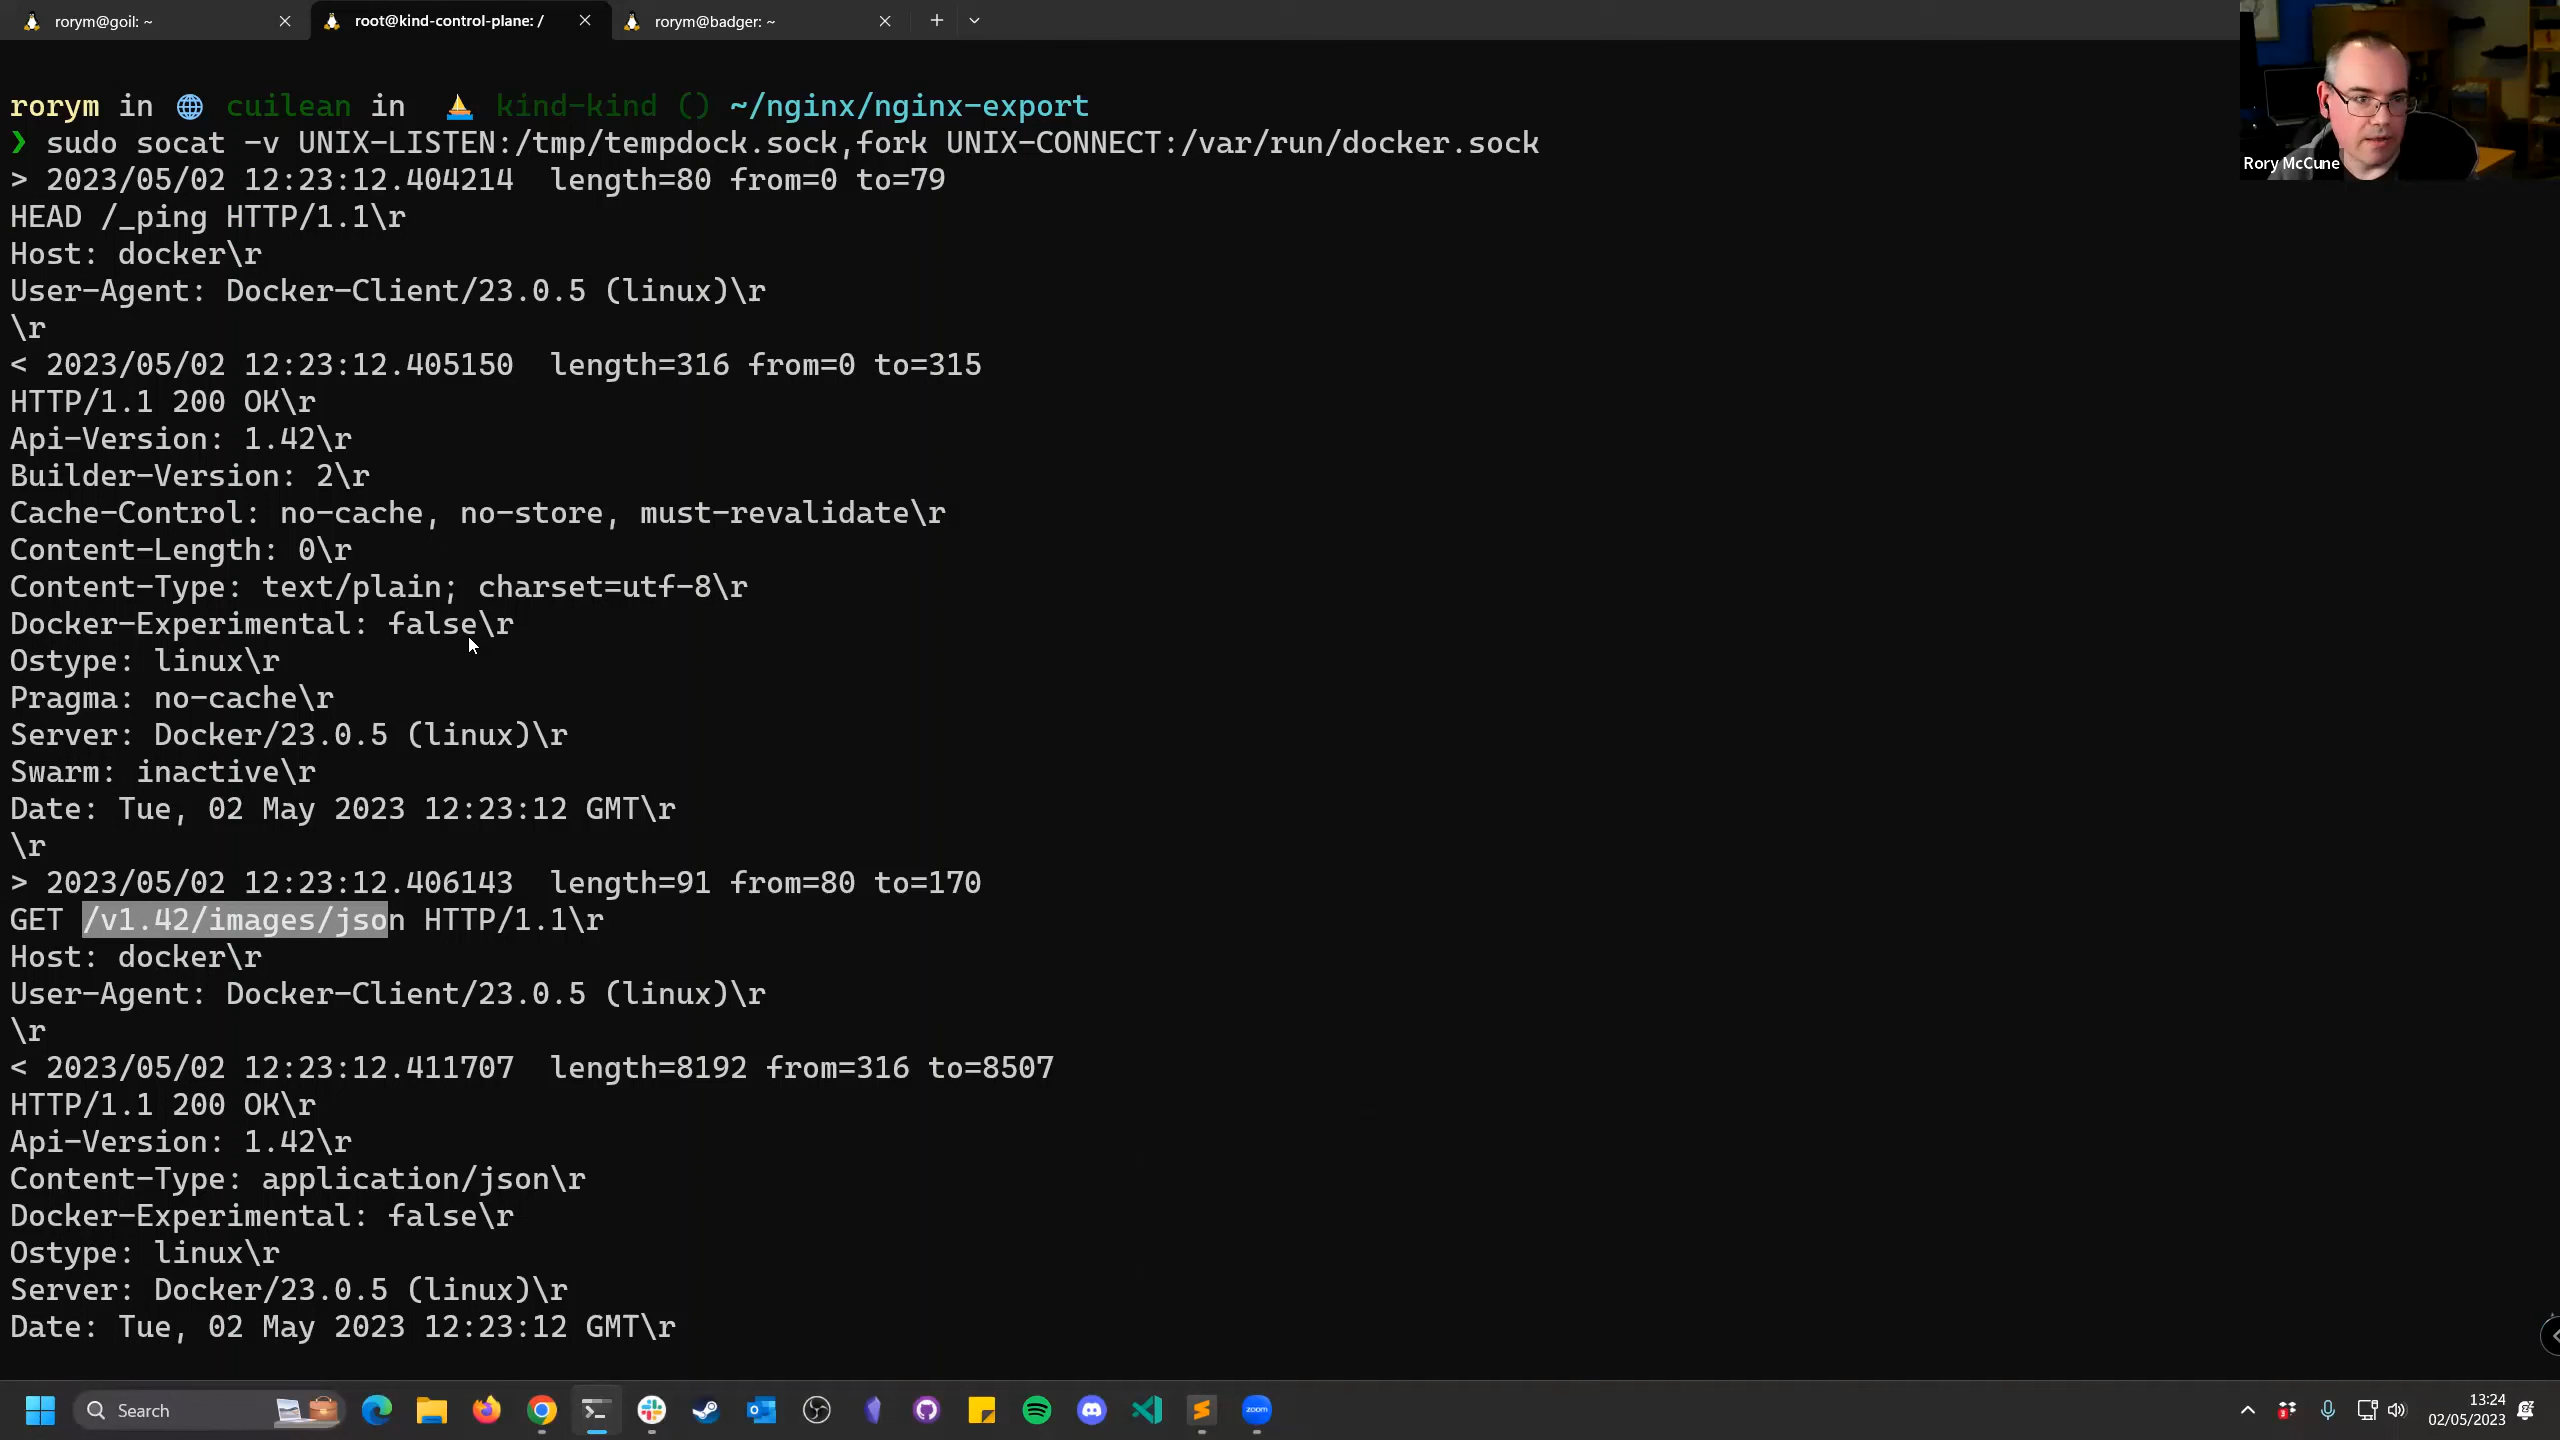 rorym@goil: ~
root@kind-control-plane: /
rorym@badger: ~
Rory McCune
rorym in cuilean in kind-kind () ~/nginx/nginx-export
❯ sudo socat -v UNIX-LISTEN:/tmp/tempdock.sock,fork UNIX-CONNECT:/var/run/docker.sock
> 2023/05/02 12:23:12.404214  length=80 from=0 to=79
HEAD /_ping HTTP/1.1\r
Host: docker\r
User-Agent: Docker-Client/23.0.5 (linux)\r
\r
< 2023/05/02 12:23:12.405150  length=316 from=0 to=315
HTTP/1.1 200 OK\r
Api-Version: 1.42\r
Builder-Version: 2\r
Cache-Control: no-cache, no-store, must-revalidate\r
Content-Length: 0\r
Content-Type: text/plain; charset=utf-8\r
Docker-Experimental: false\r
Ostype: linux\r
Pragma: no-cache\r
Server: Docker/23.0.5 (linux)\r
Swarm: inactive\r
Date: Tue, 02 May 2023 12:23:12 GMT\r
\r
> 2023/05/02 12:23:12.406143  length=91 from=80 to=170
GET /v1.42/images/json HTTP/1.1\r
Host: docker\r
User-Agent: Docker-Client/23.0.5 (linux)\r
\r
< 2023/05/02 12:23:12.411707  length=8192 from=316 to=8507
HTTP/1.1 200 OK\r
Api-Version: 1.42\r
Content-Type: application/json\r
Docker-Experimental: false\r
Ostype: linux\r
Server: Docker/23.0.5 (linux)\r
Date: Tue, 02 May 2023 12:23:12 GMT\r
Search
zoom
13:24
02/05/2023